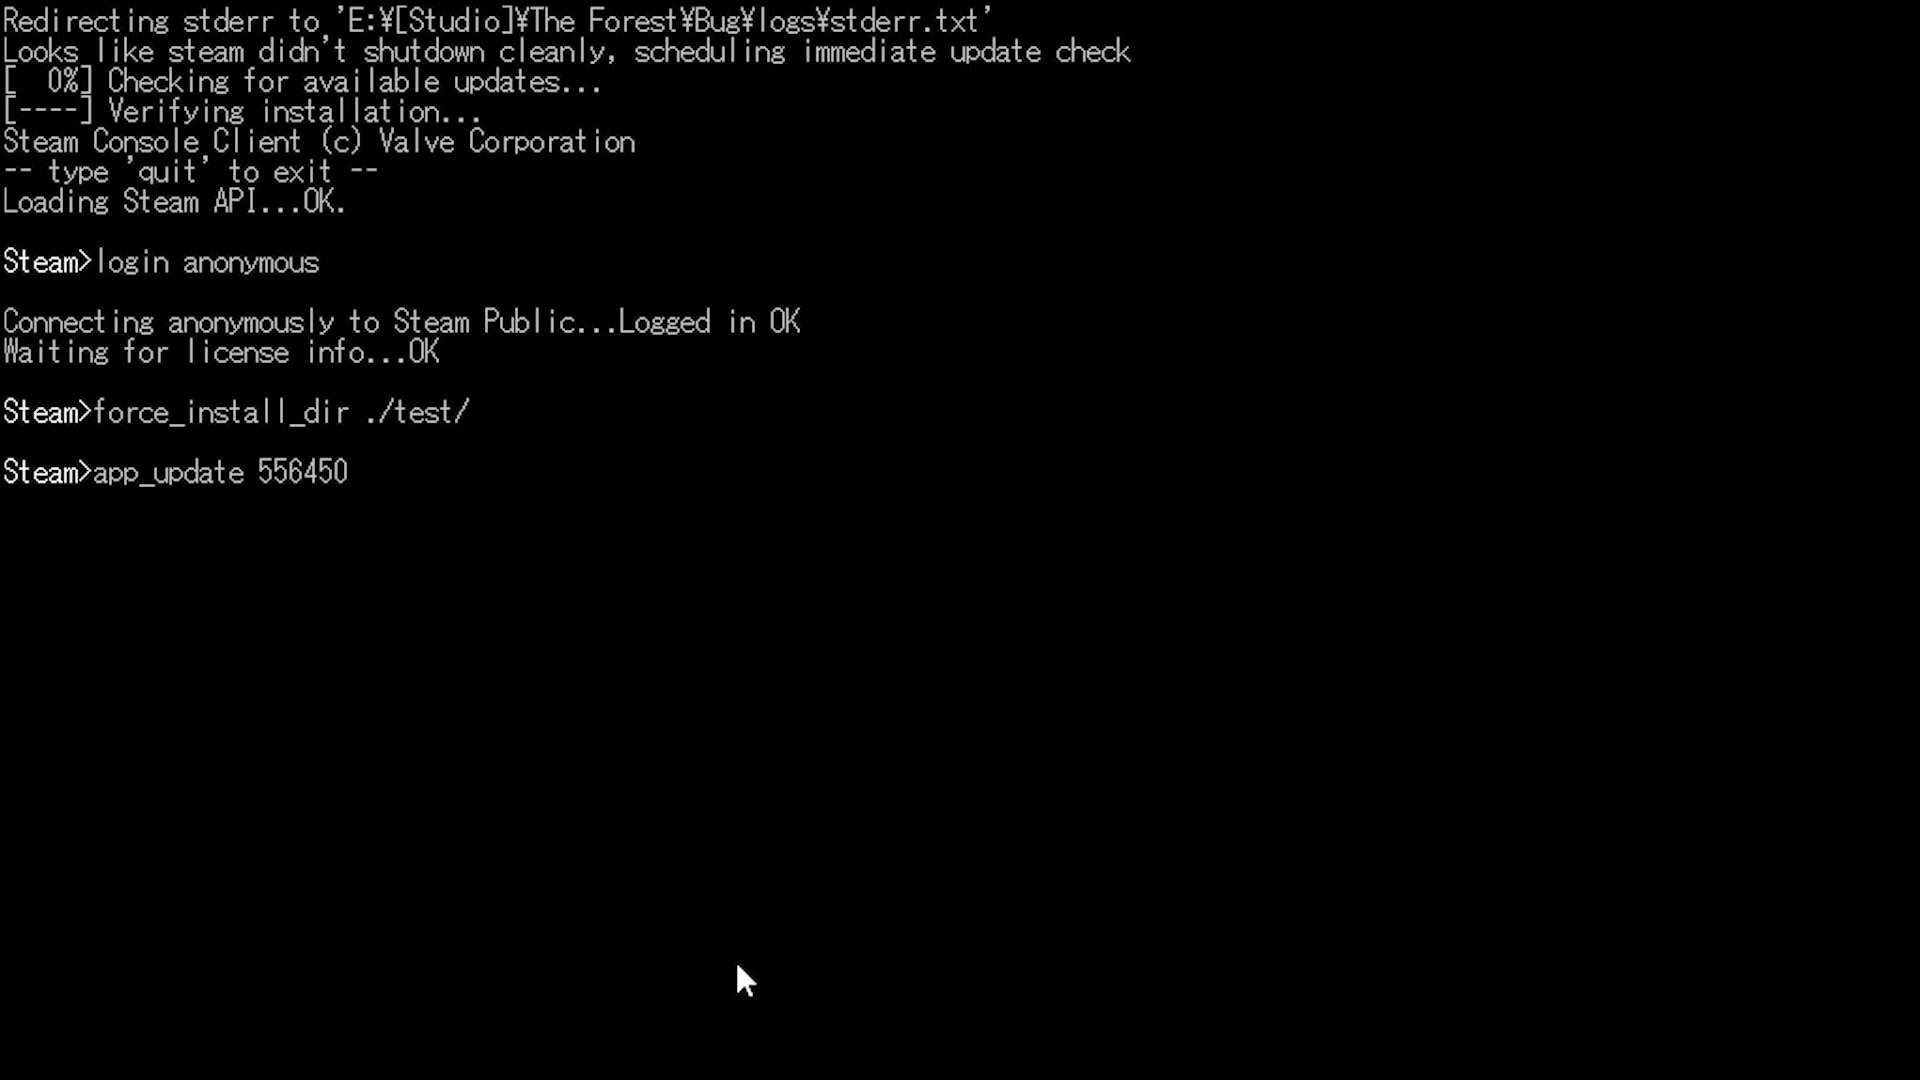 Redirecting stderr to 'E:¥[Studio]¥The Forest¥Bug¥logs¥stderr.txt'
Looks like steam didn't shutdown cleanly, scheduling immediate update check
[  0%] Checking for available updates...
[----] Verifying installation...
Steam Console Client (c) Valve Corporation
-- type 'quit' to exit --
Loading Steam API...OK.
Steam>login anonymous
Connecting anonymously to Steam Public...Logged in OK
Waiting for license info...OK
Steam>force_install_dir ./test/
Steam>app_update 556450